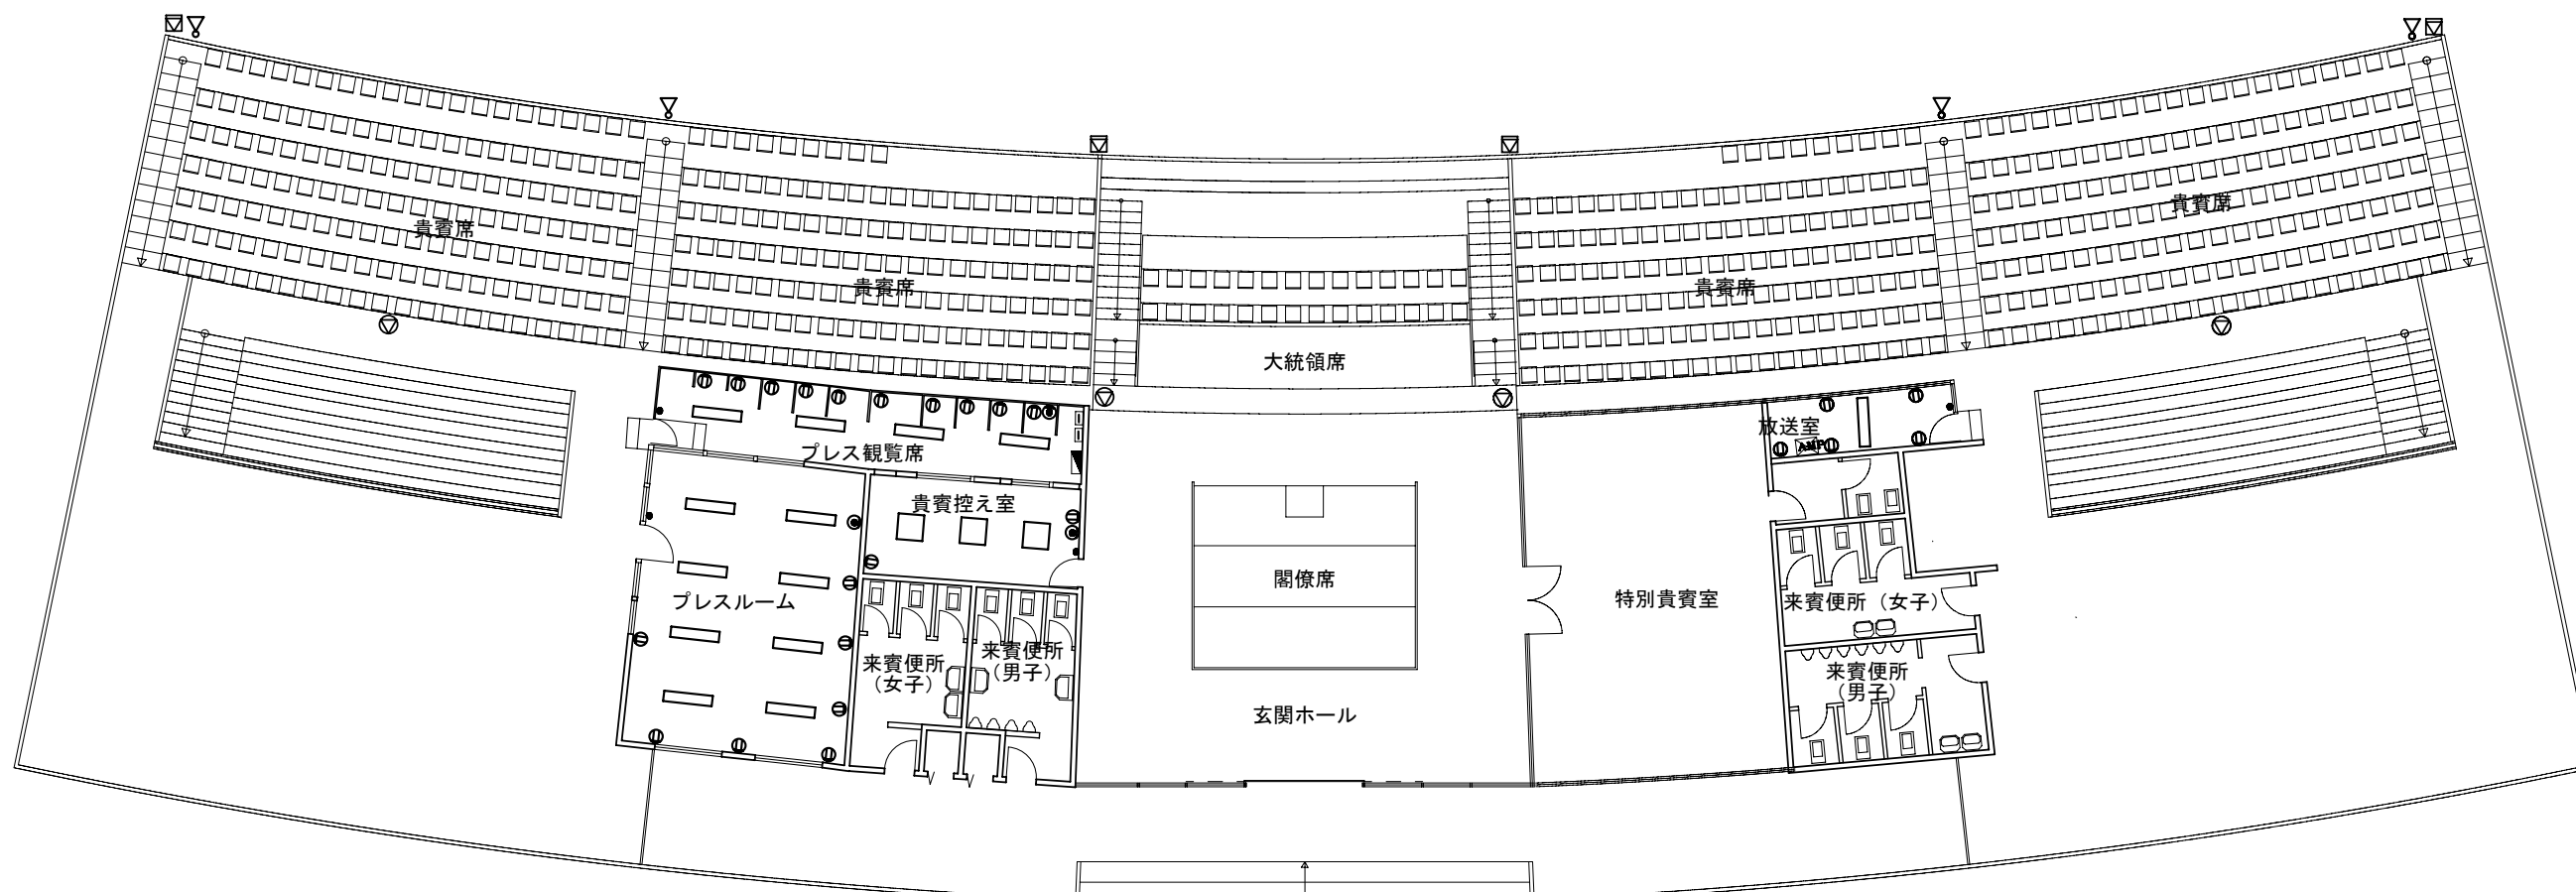 貴賓席
貴賓席
貴賓席
貴賓席
大統領席
放送室
AMP
プレス観覧席
貴賓控え室
閣僚席
プレスルーム
特別貴賓室
来賓便所（女子）
来賓便所
（女子）
来賓便所
（男子）
来賓便所
（男子）
玄関ホール